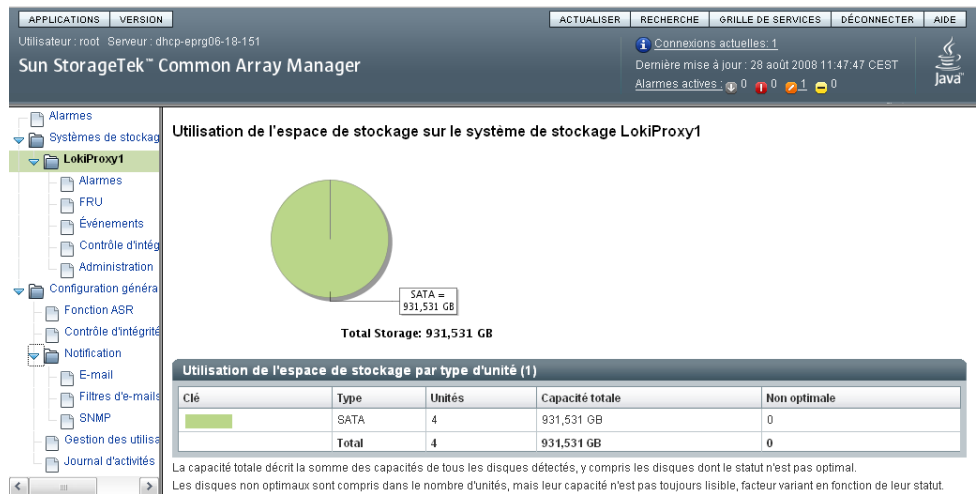 APPLICATIONS VERSION ACTUALISER RECHERCHE GRILLE DE SERVICES DÉCONNECTER AIDE
Utilisateur : root Serveur : dhcp-eprg06-18-151
Connexions actuelles: 1
Sun StorageTek™ Common Array Manager
Dernière mise à jour : 28 août 2008 11:47:47 CEST
Alarmes actives : 0 0 1 0
Java™
Alarmes
Systèmes de stockag
LokiProxy1
Alarmes
FRU
Événements
Contrôle d'intég
Administration
Configuration généra
Fonction ASR
Contrôle d'intégrité
Notification
E-mail
Filtres d'e-mails
SNMP
Gestion des utilisa
Journal d'activités
Utilisation de l'espace de stockage sur le système de stockage LokiProxy1
SATA =
931,531 GB
Total Storage: 931,531 GB
Utilisation de l'espace de stockage par type d'unité (1)
Clé Type Unités Capacité totale Non optimale
SATA 4 931,531 GB 0
Total 4 931,531 GB 0
La capacité totale décrit la somme des capacités de tous les disques détectés, y compris les disques dont le statut n'est pas optimal.
Les disques non optimaux sont compris dans le nombre d'unités, mais leur capacité n'est pas toujours lisible, facteur variant en fonction de leur statut.